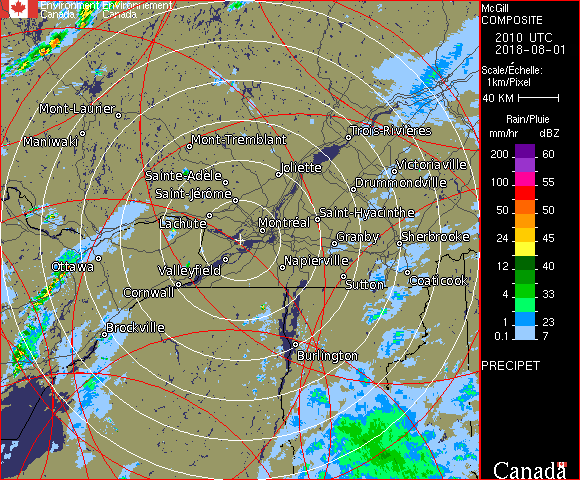 Environment Environnement
Canada Canada
McGill
COMPOSITE
2010 UTC
2018-08-01
Scale/Échelle:
1km/Pixel
40 KM
Rain/Pluie
mm/hr dBZ
200 60
100 55
50 50
24 45
12 40
4 33
1 23
0.1 7
PRECIPET
Canada
Mont-Laurier
Maniwaki
Mont-Tremblant
Trois-Rivières
Sainte-Adèle
Joliette
Victoriaville
Saint-Jérôme
Drummondville
Lachute
Montréal
Saint-Hyacinthe
Granby
Sherbrooke
Ottawa
Valleyfield
Napierville
Cornwall
Sutton
Coaticook
Brockville
Burlington